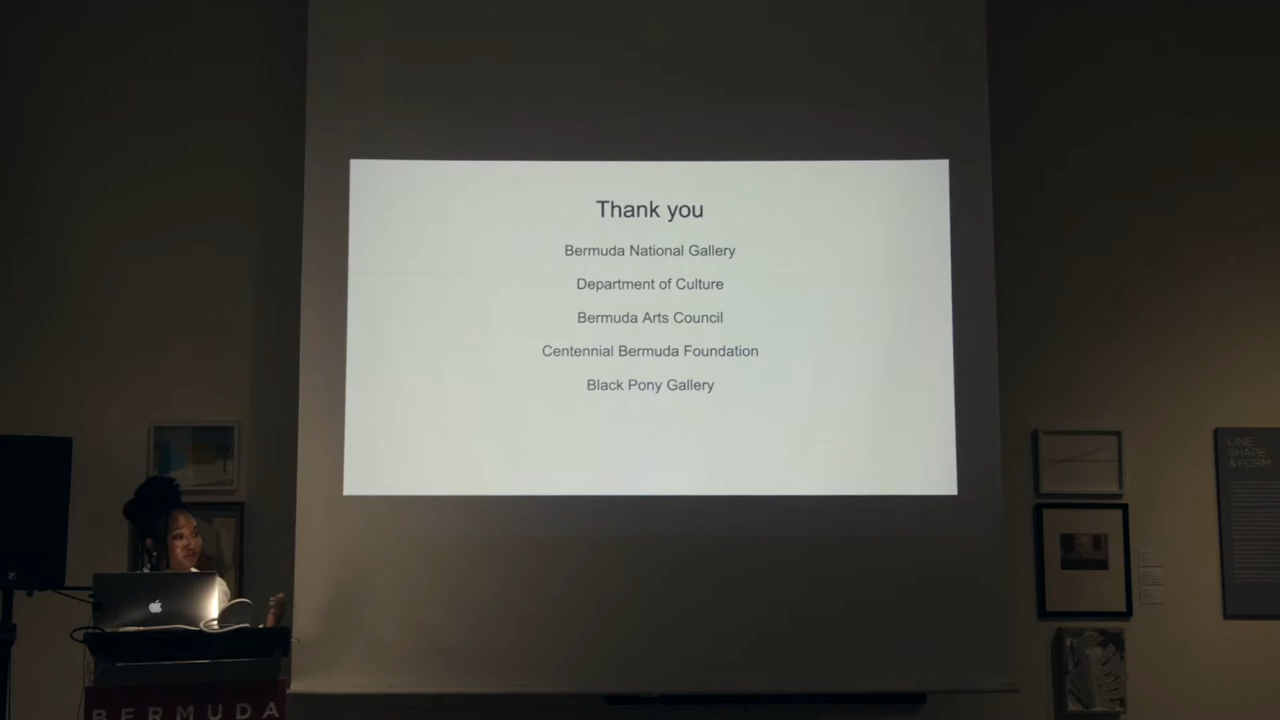 Thank you
Bermuda National Gallery
Department of Culture
Bermuda Arts Council
Centennial Bermuda Foundation
Black Pony Gallery
LINE
SHAPE
& FORM
BERMUDA